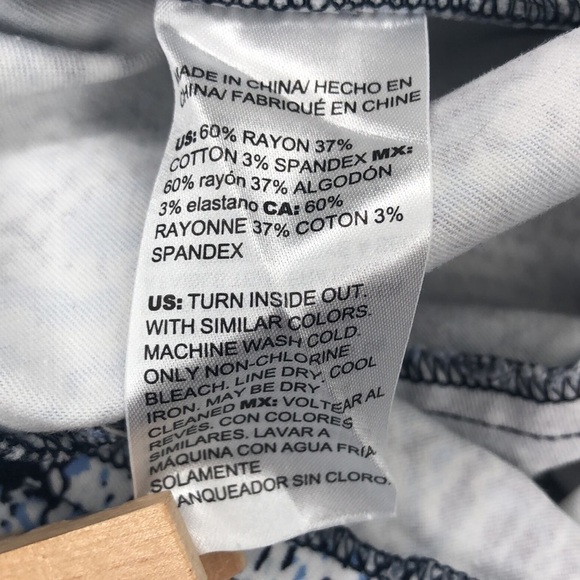 MADE IN CHINA/ HECHO EN
CHINA/ FABRIQUÉ EN CHINE
US: 60% RAYON 37%
COTTON 3% SPANDEX MX:
60% rayón 37% ALGODÓN
3% elastano CA: 60%
RAYONNE 37% COTON 3%
SPANDEX
US: TURN INSIDE OUT.
WITH SIMILAR COLORS.
MACHINE WASH COLD.
ONLY NON-CHLORINE
BLEACH. LINE DRY. COOL
IRON. MAY BE DRY
CLEANED MX: VOLTEAR AL
REVÉS. CON COLORES
SIMILARES. LAVAR A
MÁQUINA CON AGUA FRÍA
SOLAMENTE
ANQUEADOR SIN CLORO.